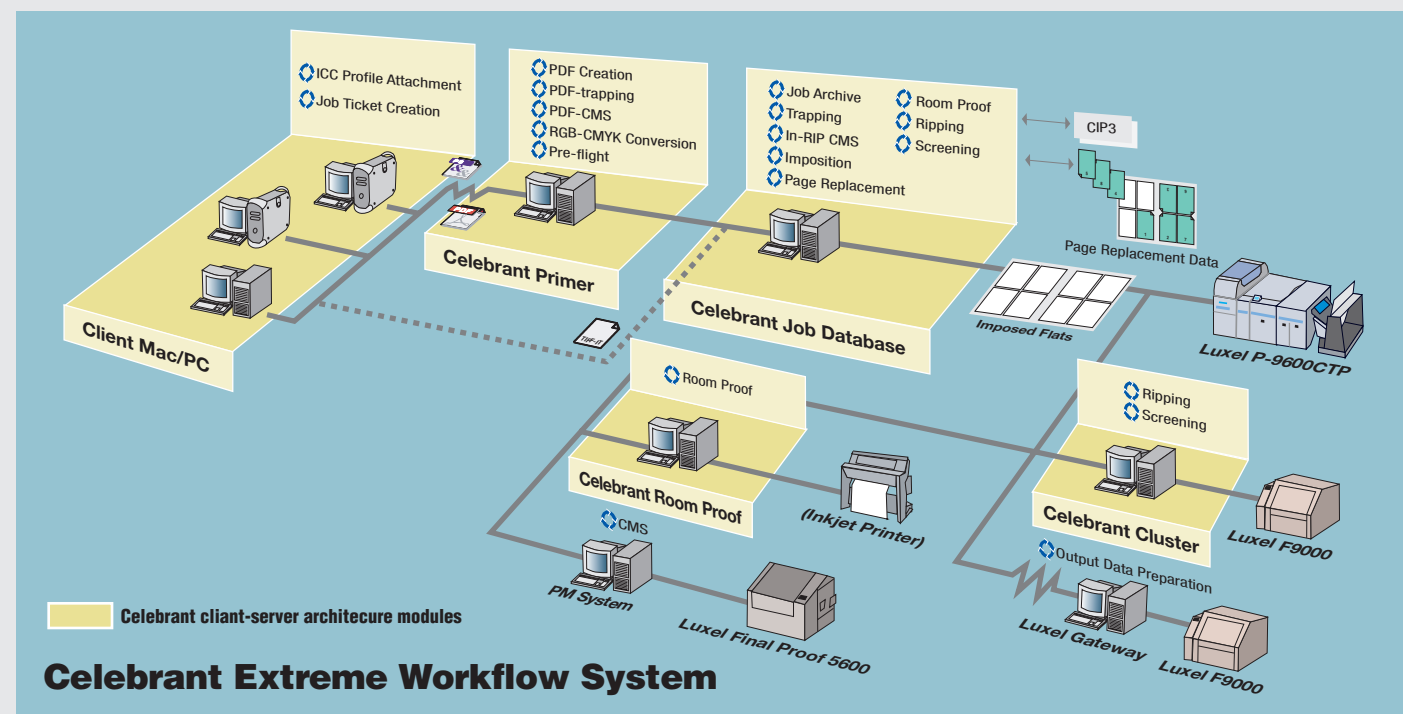 ICC Profile Attachment
Job Ticket Creation
PDF Creation
PDF-trapping
PDF-CMS
RGB-CMYK Conversion
Pre-flight
Job Archive
Trapping
In-RIP CMS
Imposition
Page Replacement
Room Proof
Ripping
Screening
CIP3
Page Replacement Data
Client Mac/PC
Celebrant Primer
Celebrant Job Database
Imposed Flats
Luxel P-9600CTP
TIFF-IT
Room Proof
Celebrant Room Proof
(Inkjet Printer)
Ripping
Screening
Celebrant Cluster
Luxel F9000
CMS
PM System
Luxel Final Proof 5600
Output Data Preparation
Luxel Gateway
Luxel F9000
Celebrant cliant-server architecure modules
Celebrant Extreme Workflow System